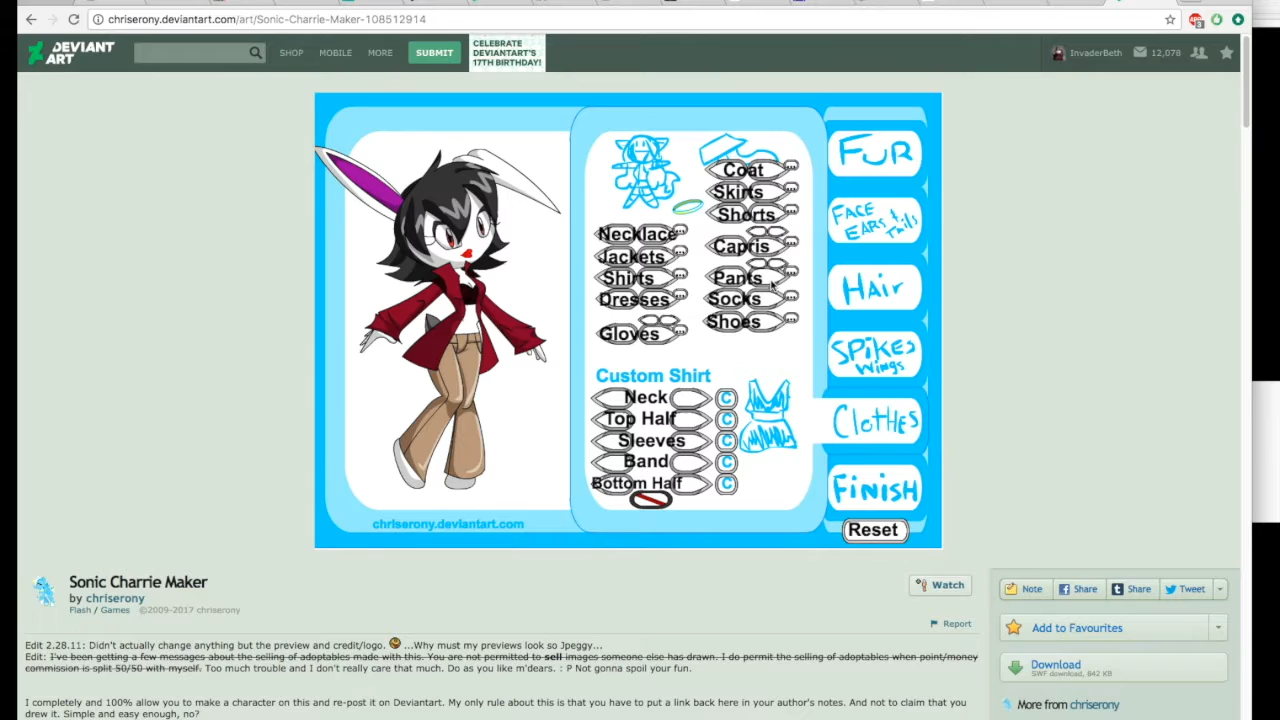 chriserony.deviantart.com/art/Sonic-Charrie-Maker-108512914
DEVIANT
ART
SHOP
MOBILE
MORE
SUBMIT
CELEBRATE
DEVIANTART'S
17TH BIRTHDAY!
InvaderBeth
12,078
Coat
Skirts
Shorts
Necklace
Capris
Jackets
Shirts
Pants
Dresses
Socks
Gloves
Shoes
Custom Shirt
Neck C
Top Half C
Sleeves C
Band C
Bottom Half C
FUR
FACE
EARS & Tails
HAiR
SPiKES
Wings
CloTHES
FiNiSH
Reset
chriserony.deviantart.com
Sonic Charrie Maker
by chriserony
Flash / Games ©2009-2017 chriserony
Watch
Report
Note
Share
Share
Tweet
Add to Favourites
Download
SWF download, 842 KB
More from chriserony
Edit 2.28.11: Didn't actually change anything but the preview and credit/logo. ...Why must my previews look so Jpeggy...
Edit: I've been getting a few messages about the selling of adoptables made with this. You are not permitted to sell images someone else has drawn. I do permit the selling of adoptables when point/money
commission is split 50/50 with myself. Too much trouble and I don't really care that much. Do as you like m'dears. : P Not gonna spoil your fun.
I completely and 100% allow you to make a character on this and re-post it on Deviantart. My only rule about this is that you have to put a link back here in your author's notes. And not to claim that you
drew it. Simple and easy enough, no?